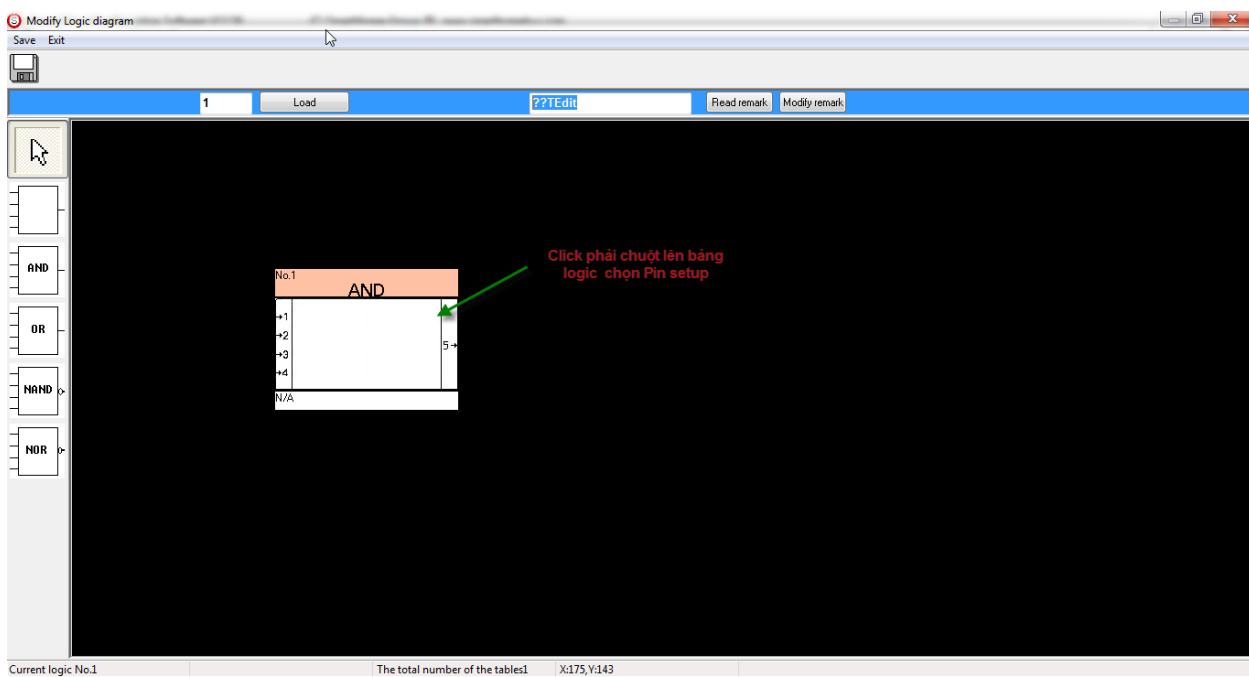 Modify Logic diagram
Save Exit
1 Load ??TEdit Read remark Modify remark
AND
OR
NAND
NOR
No.1
AND
→1
→2
→3
→4
5→
N/A
Click phải chuột lên bảng
logic chọn Pin setup
Current logic No.1 The total number of the tables1 X:175,Y:143